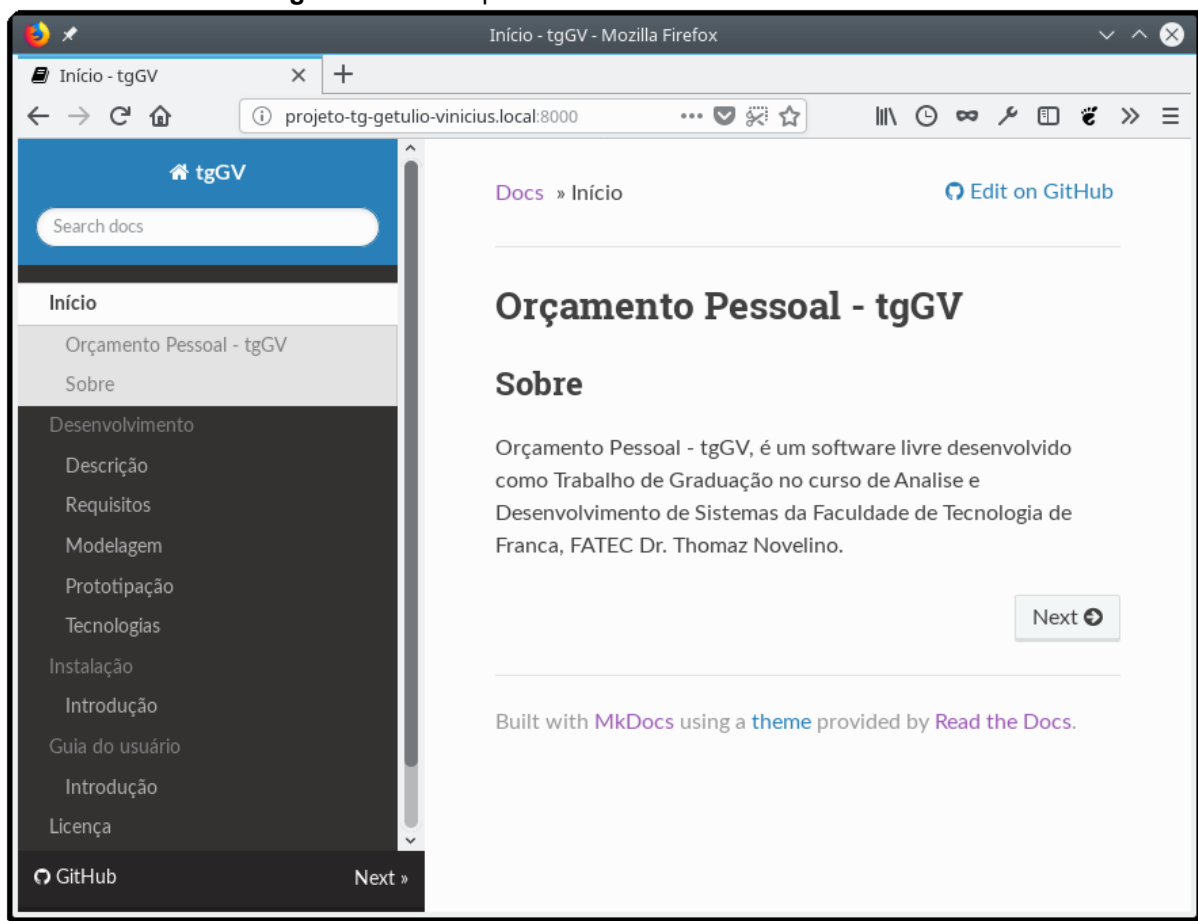 Início - tgGV - Mozilla Firefox
Início - tgGV
projeto-tg-getulio-vinicius.local:8000
tgGV
Search docs
Início
Orçamento Pessoal - tgGV
Sobre
Desenvolvimento
Descrição
Requisitos
Modelagem
Prototipação
Tecnologias
Instalação
Introdução
Guia do usuário
Introdução
Licença
GitHub Next »
Docs » Início Edit on GitHub
Orçamento Pessoal - tgGV
Sobre
Orçamento Pessoal - tgGV, é um software livre desenvolvido
como Trabalho de Graduação no curso de Analise e
Desenvolvimento de Sistemas da Faculdade de Tecnologia de
Franca, FATEC Dr. Thomaz Novelino.
Next
Built with MkDocs using a theme provided by Read the Docs.